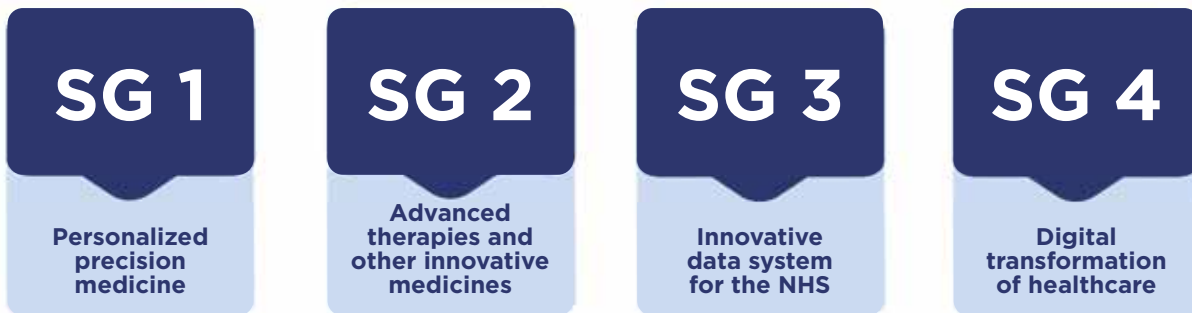 SG 1
Personalized
precision
medicine
SG 2
Advanced
therapies and
other innovative
medicines
SG 3
Innovative
data system
for the NHS
SG 4
Digital
transformation
of healthcare